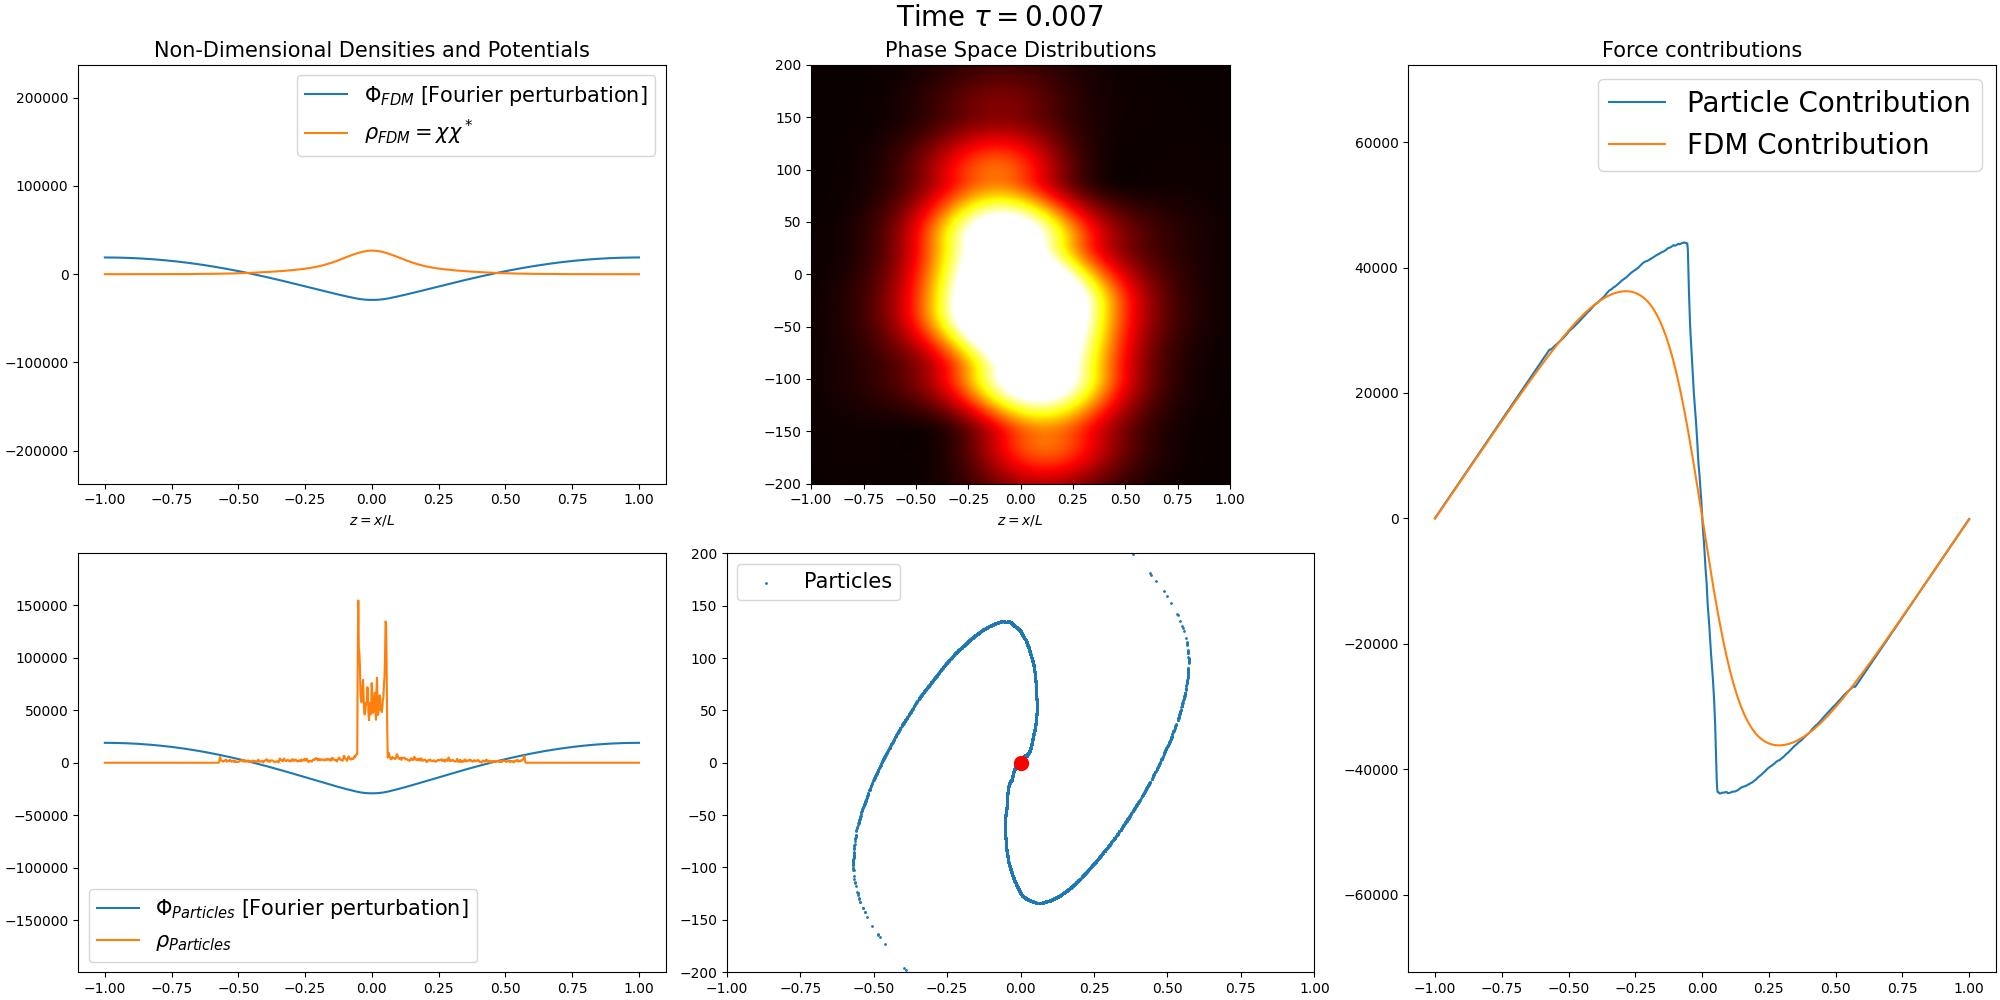 Time τ = 0.007
Non-Dimensional Densities and Potentials
Φ_FDM [Fourier perturbation]
ρ_FDM = χχ*
200000
100000
0
−100000
−200000
−1.00 −0.75 −0.50 −0.25 0.00 0.25 0.50 0.75 1.00
z = x/L
Phase Space Distributions
200
150
100
50
0
−50
−100
−150
−200
−1.00 −0.75 −0.50 −0.25 0.00 0.25 0.50 0.75 1.00
z = x/L
Force contributions
Particle Contribution
FDM Contribution
60000
40000
20000
0
−20000
−40000
−60000
−1.00 −0.75 −0.50 −0.25 0.00 0.25 0.50 0.75 1.00
150000
100000
50000
0
−50000
−100000
−150000
Φ_Particles [Fourier perturbation]
ρ_Particles
−1.00 −0.75 −0.50 −0.25 0.00 0.25 0.50 0.75 1.00
Particles
200
150
100
50
0
−50
−100
−150
−200
−1.00 −0.75 −0.50 −0.25 0.00 0.25 0.50 0.75 1.00